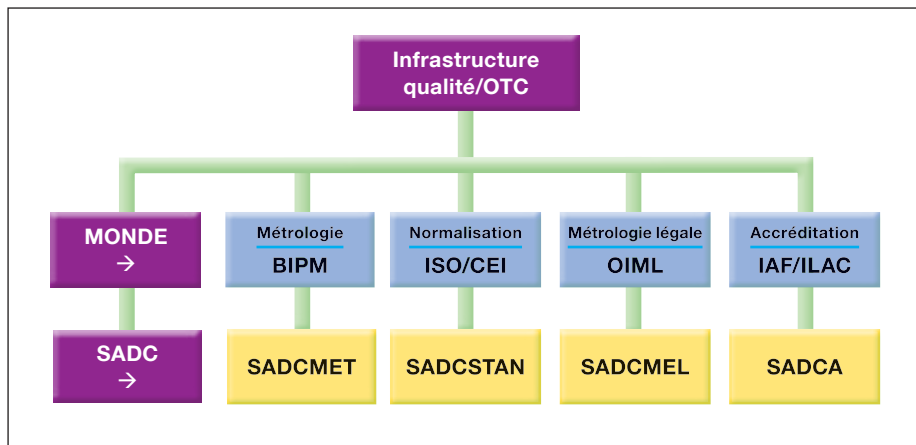 Infrastructure
qualité/OTC
MONDE
→
Métrologie
BIPM
Normalisation
ISO/CEI
Métrologie légale
OIML
Accréditation
IAF/ILAC
SADC
→
SADCMET
SADCSTAN
SADCMEL
SADCA